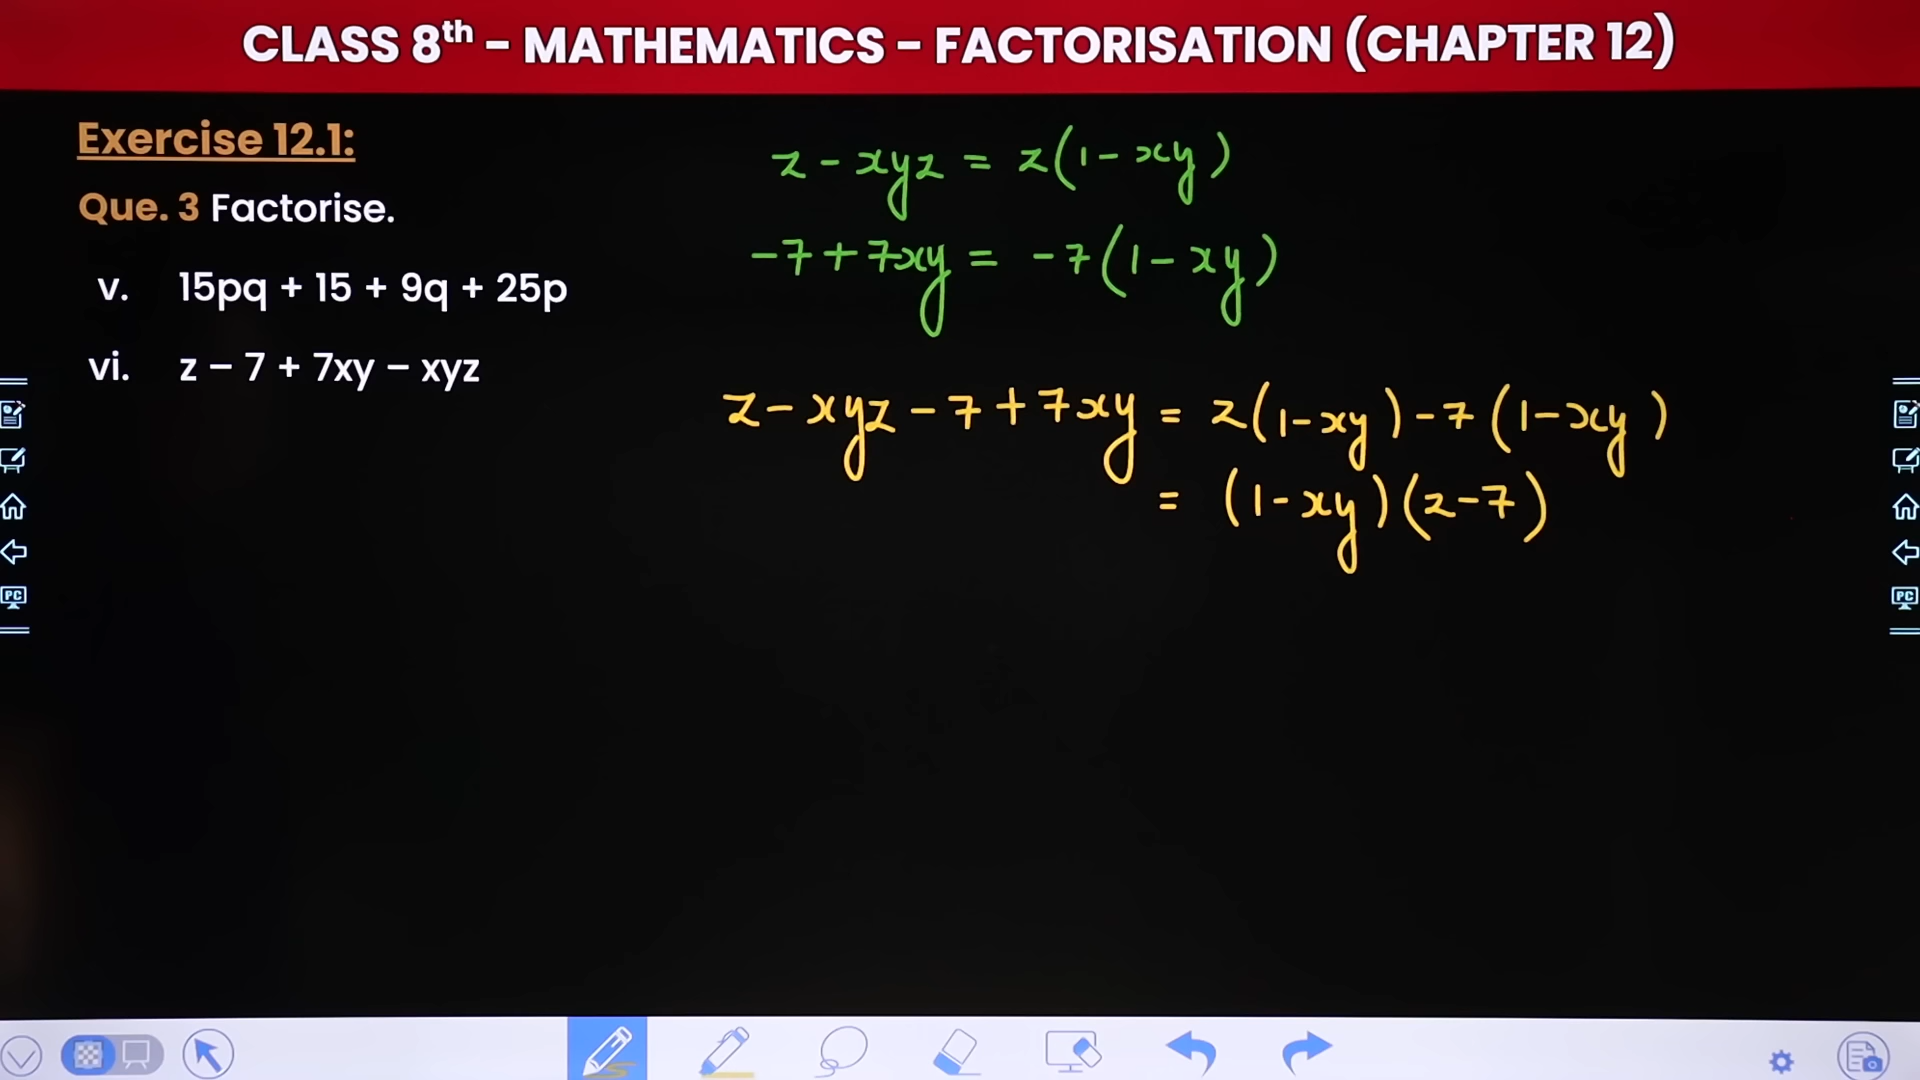 CLASS 8th - MATHEMATICS - FACTORISATION (CHAPTER 12)
Exercise 12.1:
Que. 3 Factorise.
v. 15pq + 15 + 9q + 25p
vi. z – 7 + 7xy – xyz
z - xyz = z(1 - xy)
-7 + 7xy = -7(1 - xy)
z - xyz - 7 + 7xy = z(1-xy) - 7(1-xy)
= (1-xy)(z-7)
PC
PC